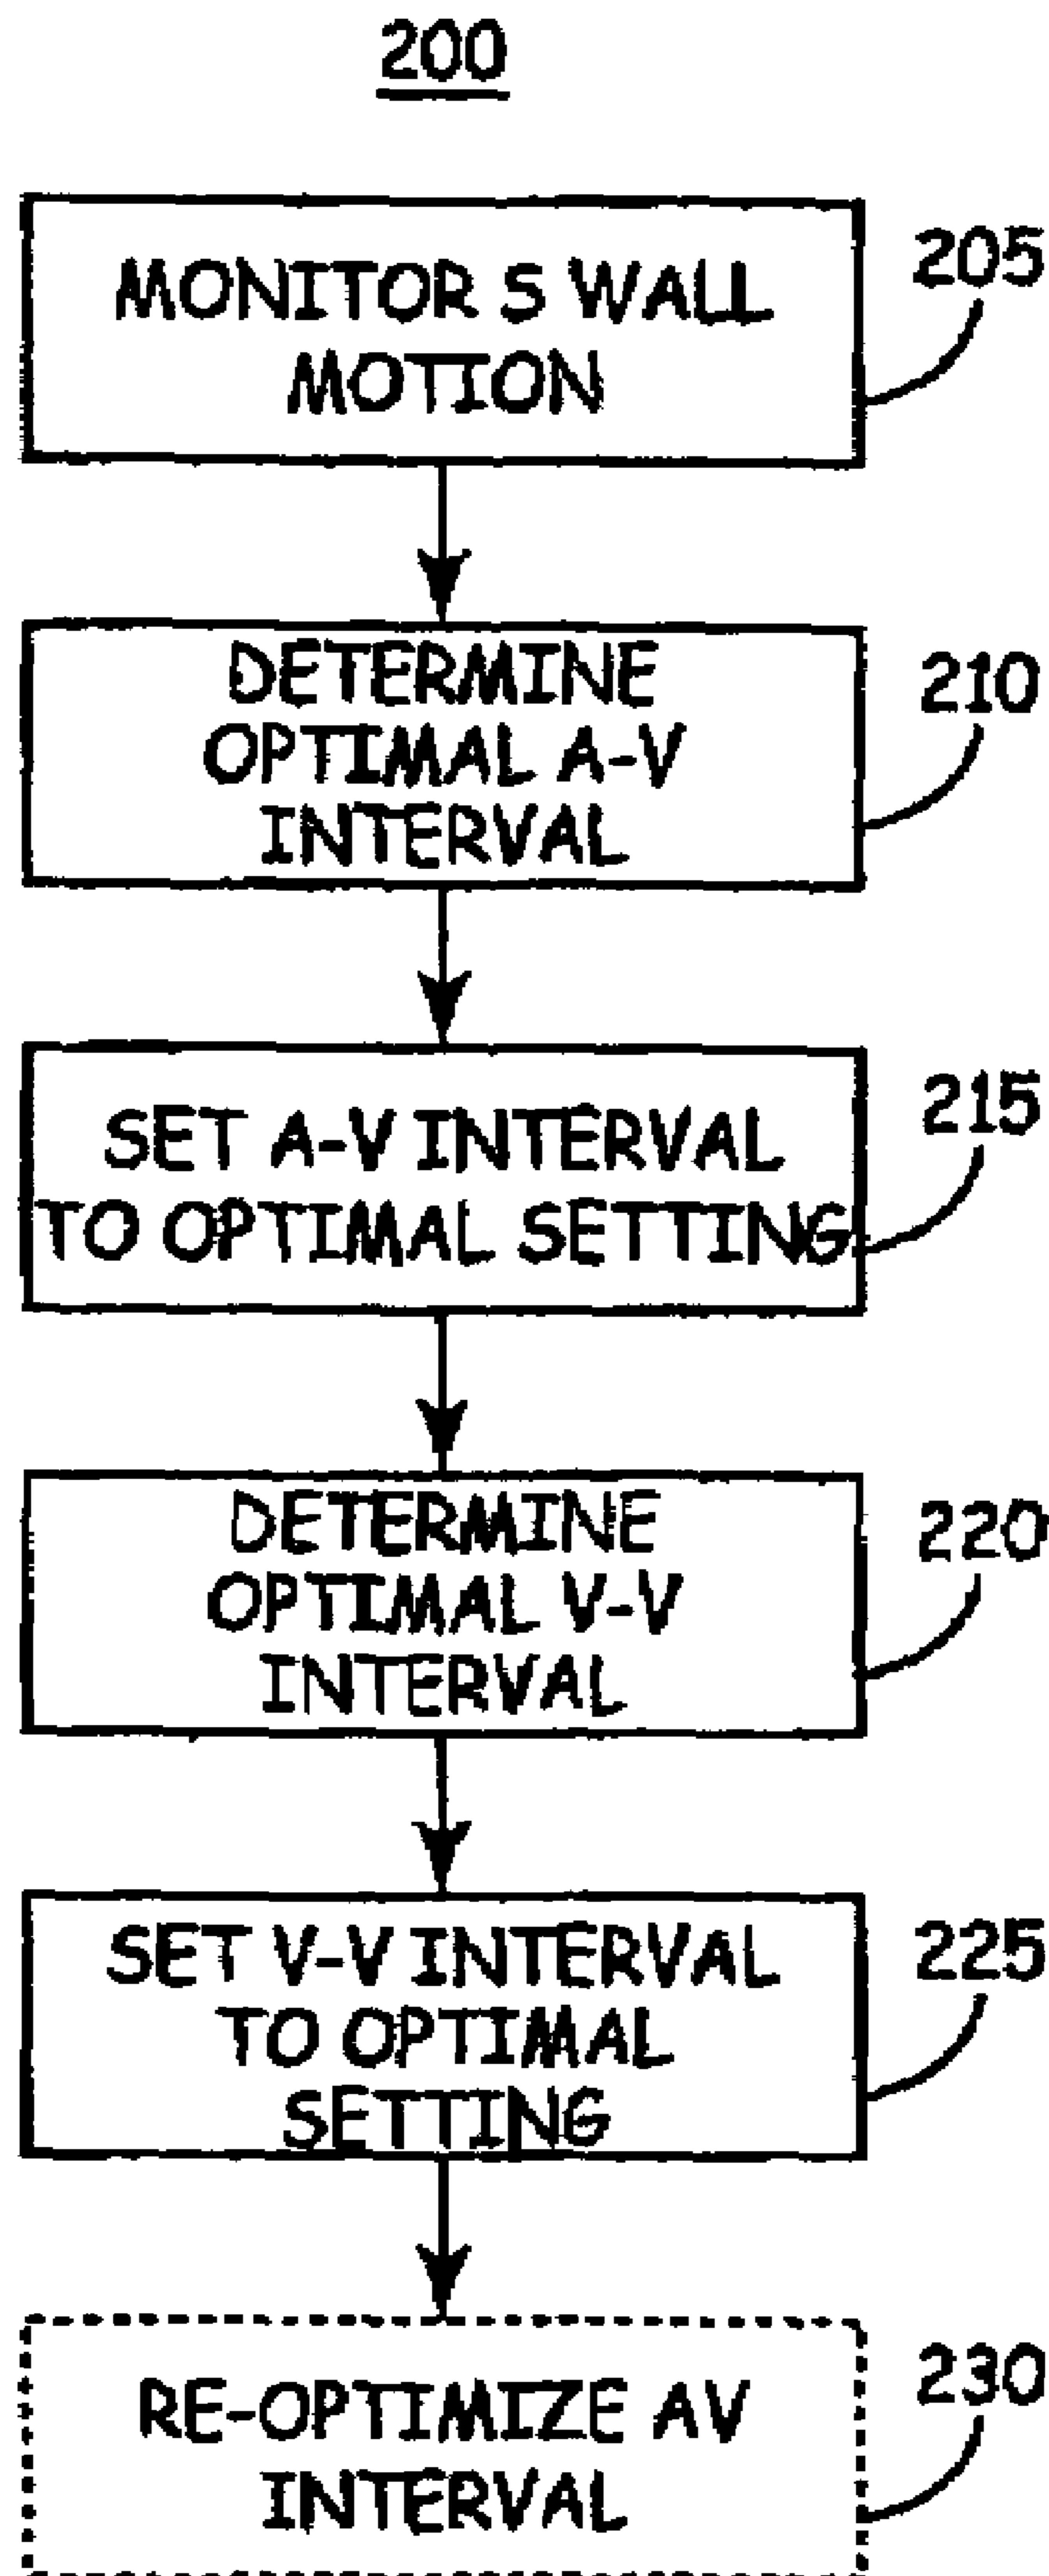 200
MONITOR S WALL
MOTION
205
DETERMINE
OPTIMAL A-V
INTERVAL
210
SET A-V INTERVAL
TO OPTIMAL SETTING
215
DETERMINE
OPTIMAL V-V
INTERVAL
220
SET V-V INTERVAL
TO OPTIMAL
SETTING
225
RE-OPTIMIZE AV
INTERVAL
230